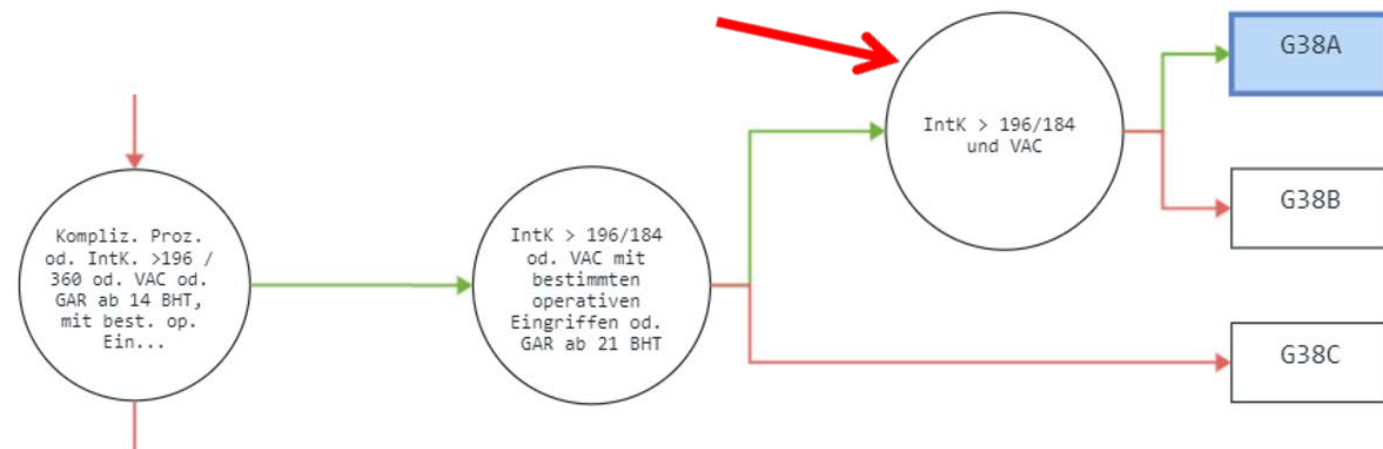 Kompliz. Proz.
od. IntK. >196 /
360 od. VAC od.
GAR ab 14 BHT,
mit best. op.
Ein...
IntK > 196/184
od. VAC mit
bestimmten
operativen
Eingriffen od.
GAR ab 21 BHT
IntK > 196/184
und VAC
G38A
G38B
G38C